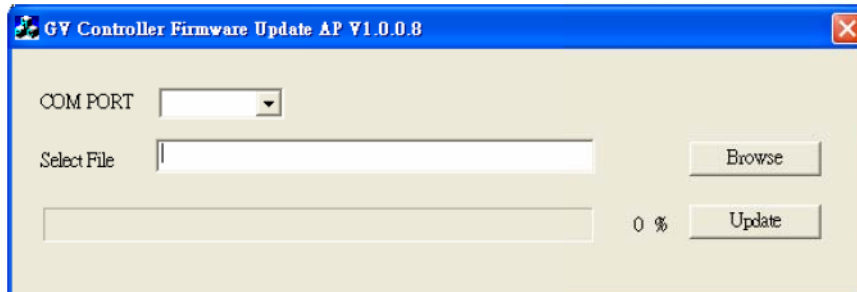 GV Controller Firmware Update AP V1.0.0.8
COM PORT
Select File
Browse
0 %
Update